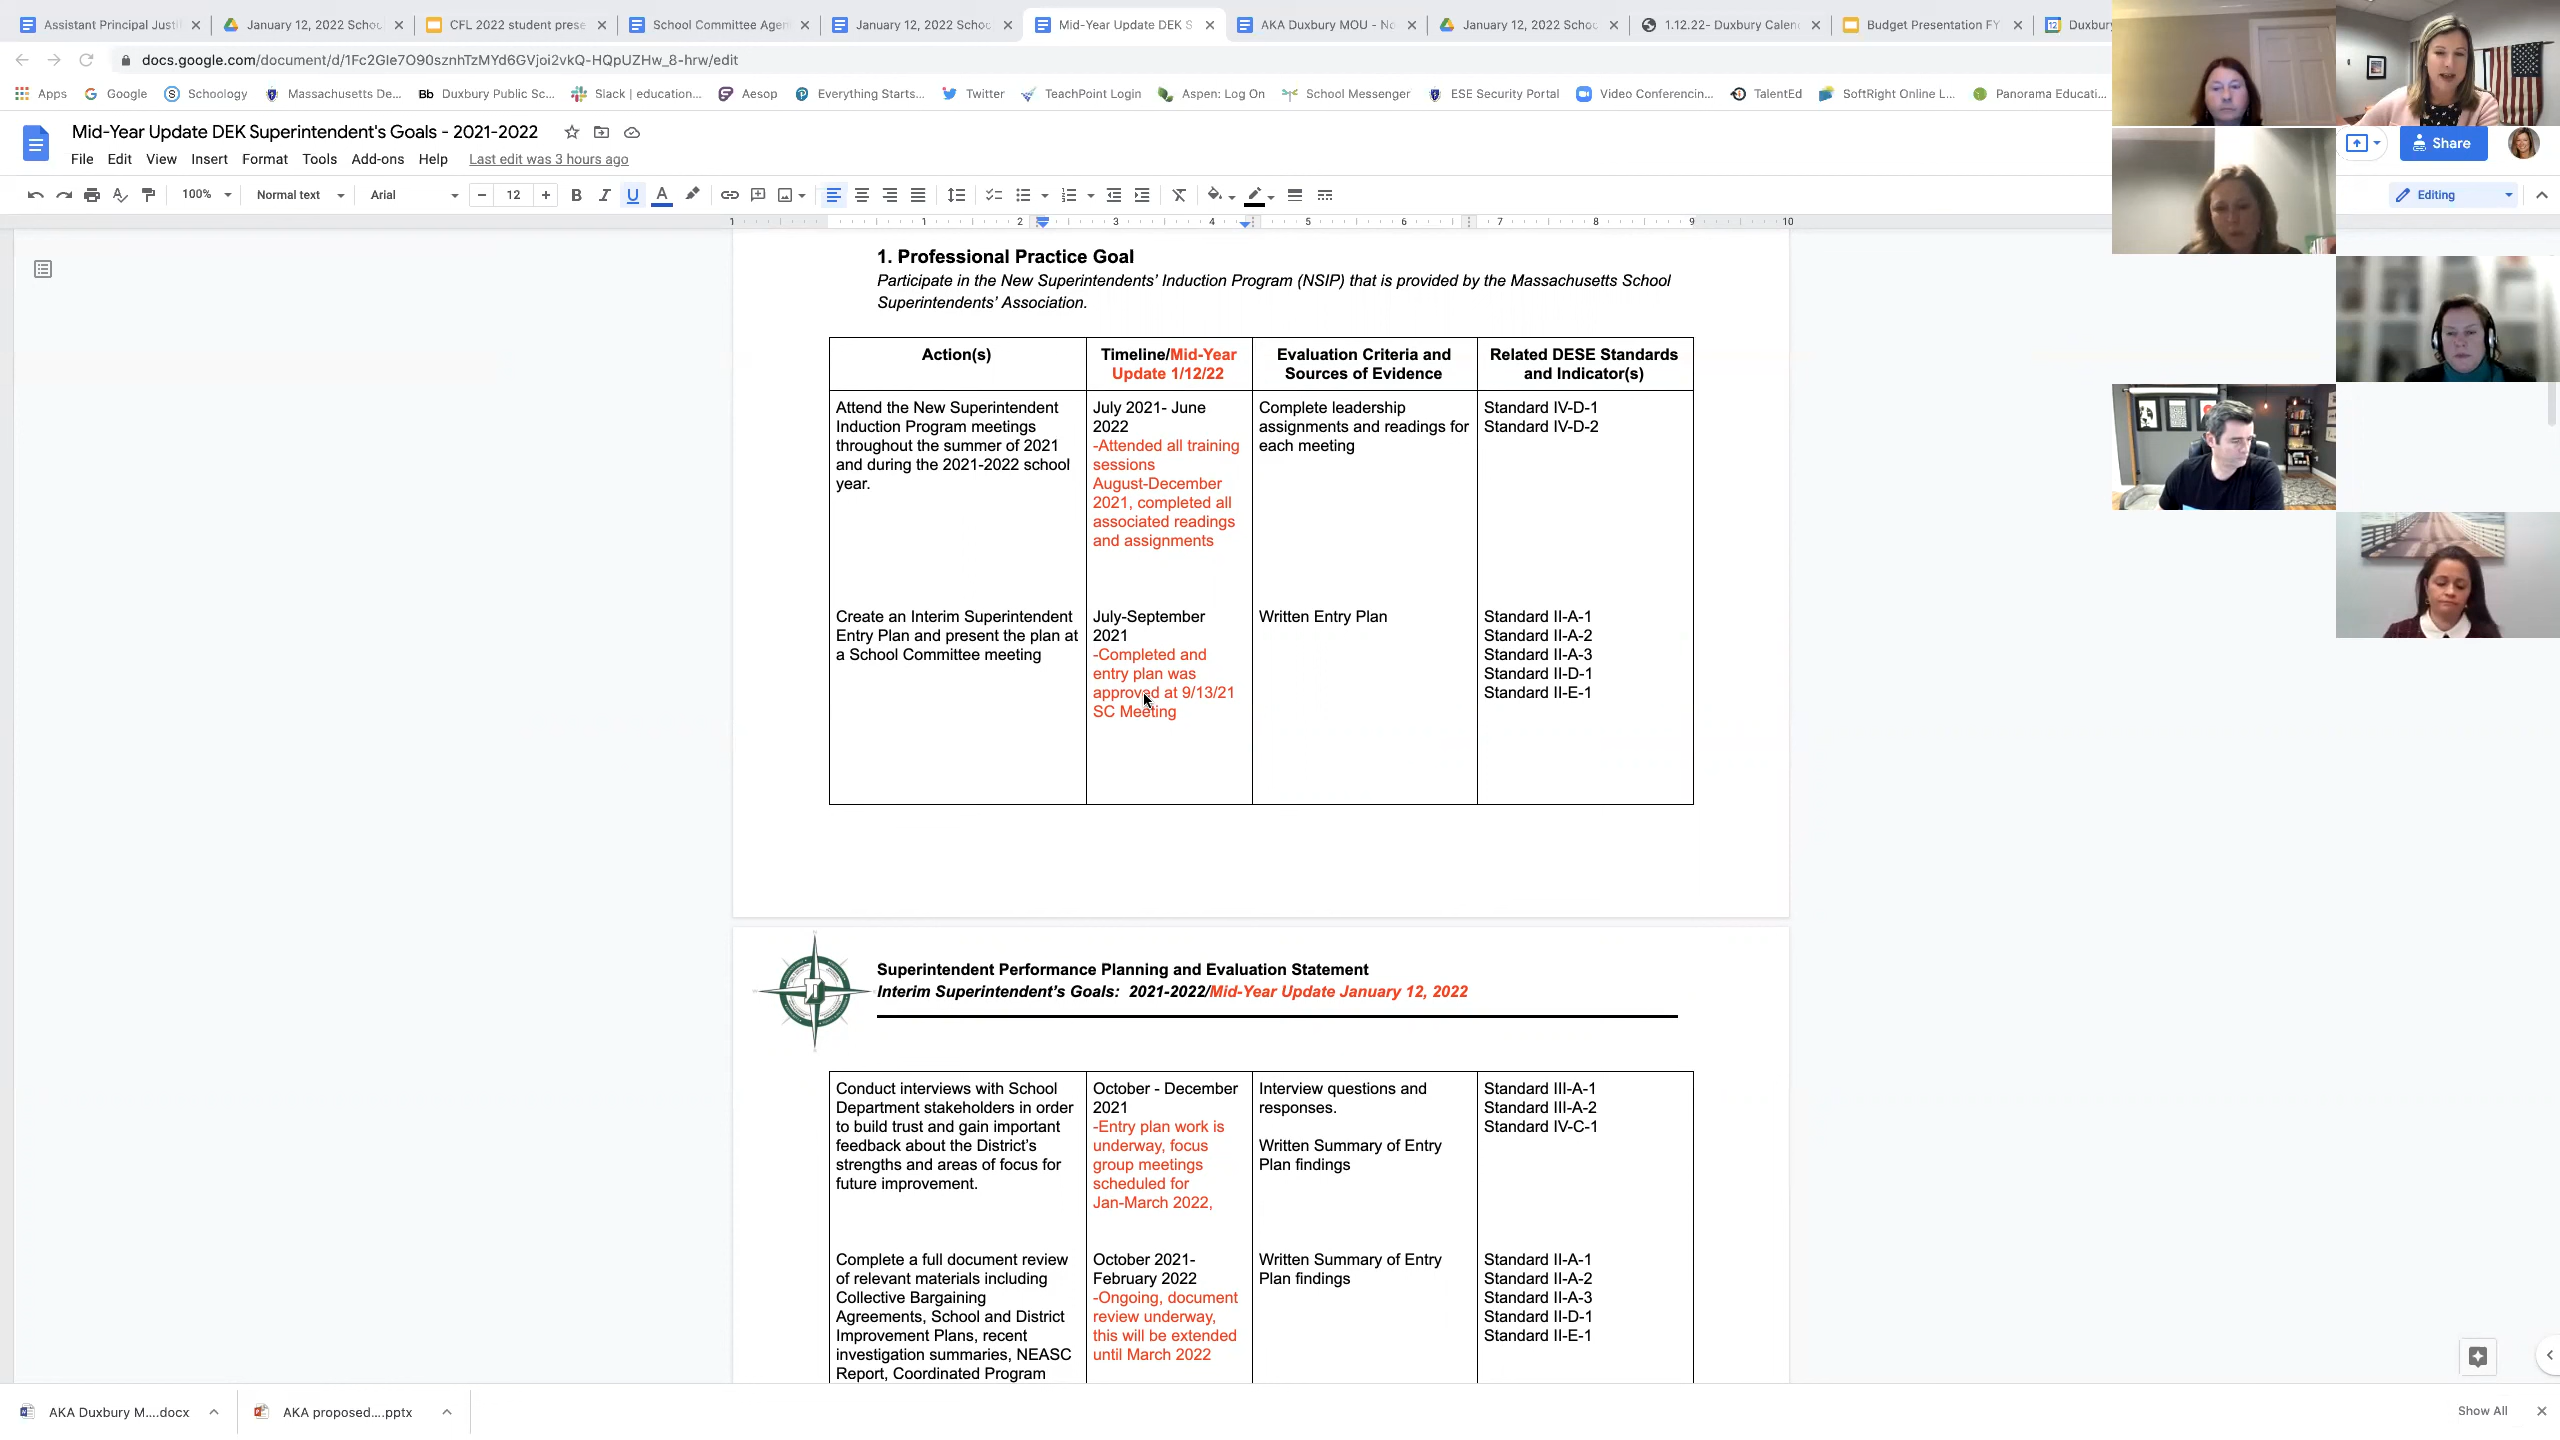 Assistant Principal Justi
January 12, 2022 Schoo
CFL 2022 student prese
School Committee Agen
January 12, 2022 Schoo
Mid-Year Update DEK S
AKA Duxbury MOU - No
January 12, 2022 Schoo
1.12.22- Duxbury Calen
Budget Presentation FY
Duxbu
docs.google.com/document/d/1Fc2Gle7O90sznhTzMYd6GVjoi2vkQ-HQpUZHw_8-hrw/edit
Apps
Google
Schoology
Massachusetts De...
Bb Duxbury Public Sc...
Slack | education...
Aesop
Everything Starts...
Twitter
TeachPoint Login
Aspen: Log On
School Messenger
ESE Security Portal
Video Conferencin...
TalentEd
SoftRight Online L...
Panorama Educati...
Mid-Year Update DEK Superintendent's Goals - 2021-2022
File Edit View Insert Format Tools Add-ons Help Last edit was 3 hours ago
Share
100% Normal text Arial 12
Editing
1 1 2 3 4 5 6 7 8 9 10
1. Professional Practice Goal
Participate in the New Superintendents' Induction Program (NSIP) that is provided by the Massachusetts School
Superintendents' Association.
Action(s)
Timeline/Mid-Year
Update 1/12/22
Evaluation Criteria and
Sources of Evidence
Related DESE Standards
and Indicator(s)
Attend the New Superintendent
Induction Program meetings
throughout the summer of 2021
and during the 2021-2022 school
year.
July 2021- June
2022
-Attended all training
sessions
August-December
2021, completed all
associated readings
and assignments
Complete leadership
assignments and readings for
each meeting
Standard IV-D-1
Standard IV-D-2
Create an Interim Superintendent
Entry Plan and present the plan at
a School Committee meeting
July-September
2021
-Completed and
entry plan was
approved at 9/13/21
SC Meeting
Written Entry Plan
Standard II-A-1
Standard II-A-2
Standard II-A-3
Standard II-D-1
Standard II-E-1
Superintendent Performance Planning and Evaluation Statement
Interim Superintendent's Goals: 2021-2022/Mid-Year Update January 12, 2022
Conduct interviews with School
Department stakeholders in order
to build trust and gain important
feedback about the District's
strengths and areas of focus for
future improvement.
October - December
2021
-Entry plan work is
underway, focus
group meetings
scheduled for
Jan-March 2022,
Interview questions and
responses.
Written Summary of Entry
Plan findings
Standard III-A-1
Standard III-A-2
Standard IV-C-1
Complete a full document review
of relevant materials including
Collective Bargaining
Agreements, School and District
Improvement Plans, recent
investigation summaries, NEASC
Report, Coordinated Program
October 2021-
February 2022
-Ongoing, document
review underway,
this will be extended
until March 2022
Written Summary of Entry
Plan findings
Standard II-A-1
Standard II-A-2
Standard II-A-3
Standard II-D-1
Standard II-E-1
AKA Duxbury M....docx
AKA proposed....pptx
Show All